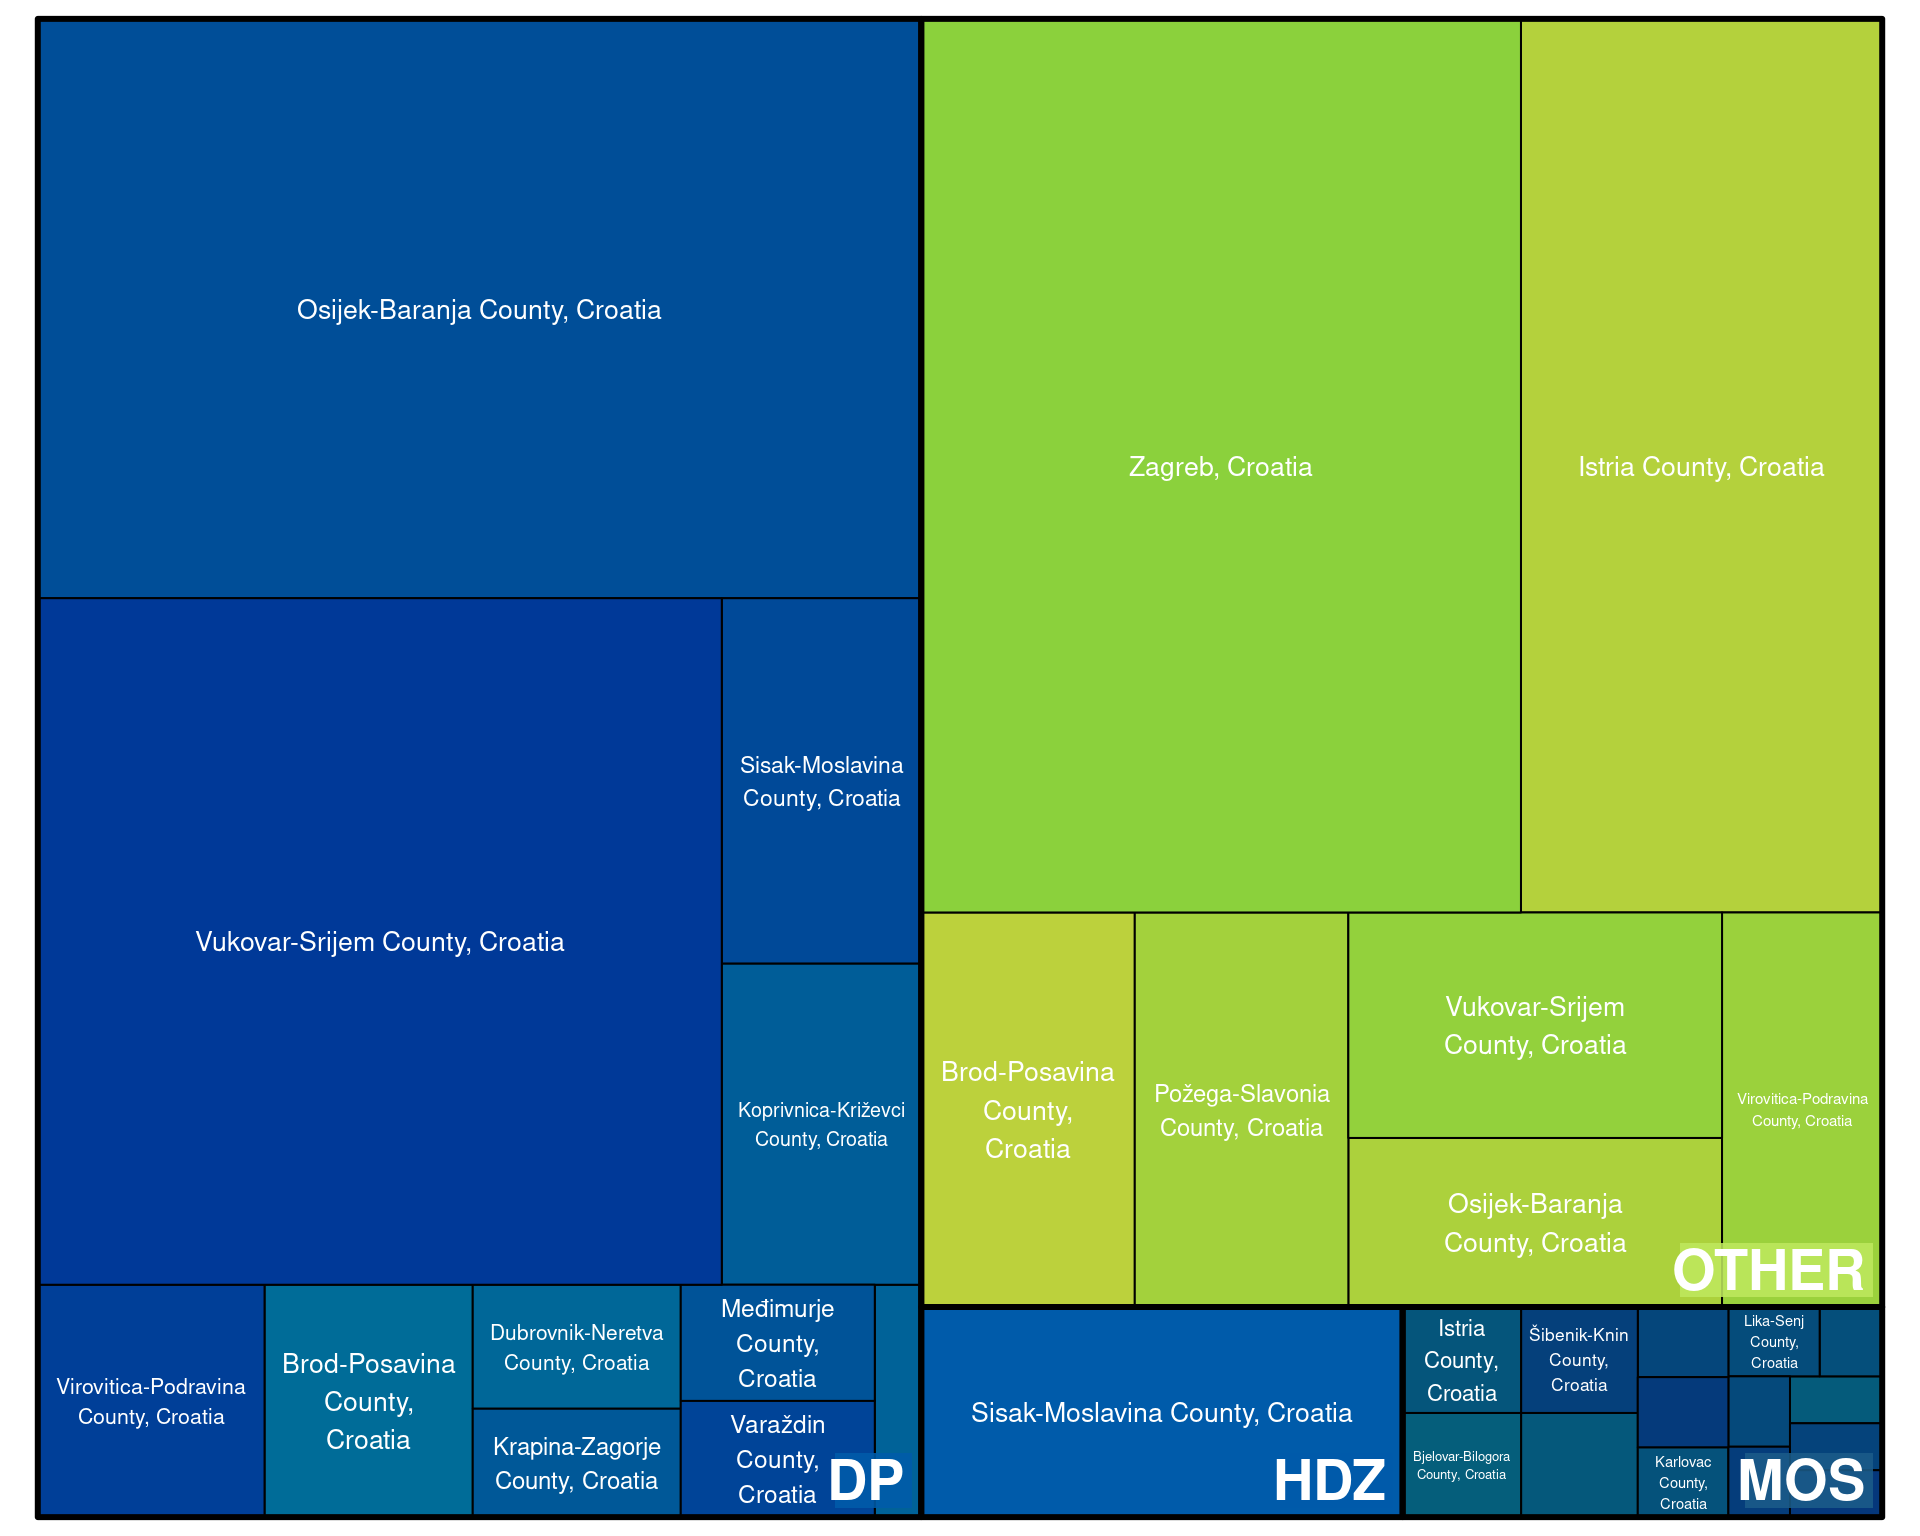 Osijek-Baranja County, Croatia
Vukovar-Srijem County, Croatia
Sisak-Moslavina
County, Croatia
Koprivnica-Križevci
County, Croatia
Virovitica-Podravina
County, Croatia
Brod-Posavina
County,
Croatia
Dubrovnik-Neretva
County, Croatia
Krapina-Zagorje
County, Croatia
Međimurje
County,
Croatia
Varaždin
County,
Croatia
DP
Zagreb, Croatia
Istria County, Croatia
Brod-Posavina
County,
Croatia
Požega-Slavonia
County, Croatia
Vukovar-Srijem
County, Croatia
Osijek-Baranja
County, Croatia
Virovitica-Podravina
County, Croatia
OTHER
Sisak-Moslavina County, Croatia
HDZ
Istria
County,
Croatia
Bjelovar-Bilogora
County, Croatia
Šibenik-Knin
County,
Croatia
Karlovac
County,
Croatia
Lika-Senj
County,
Croatia
MOS